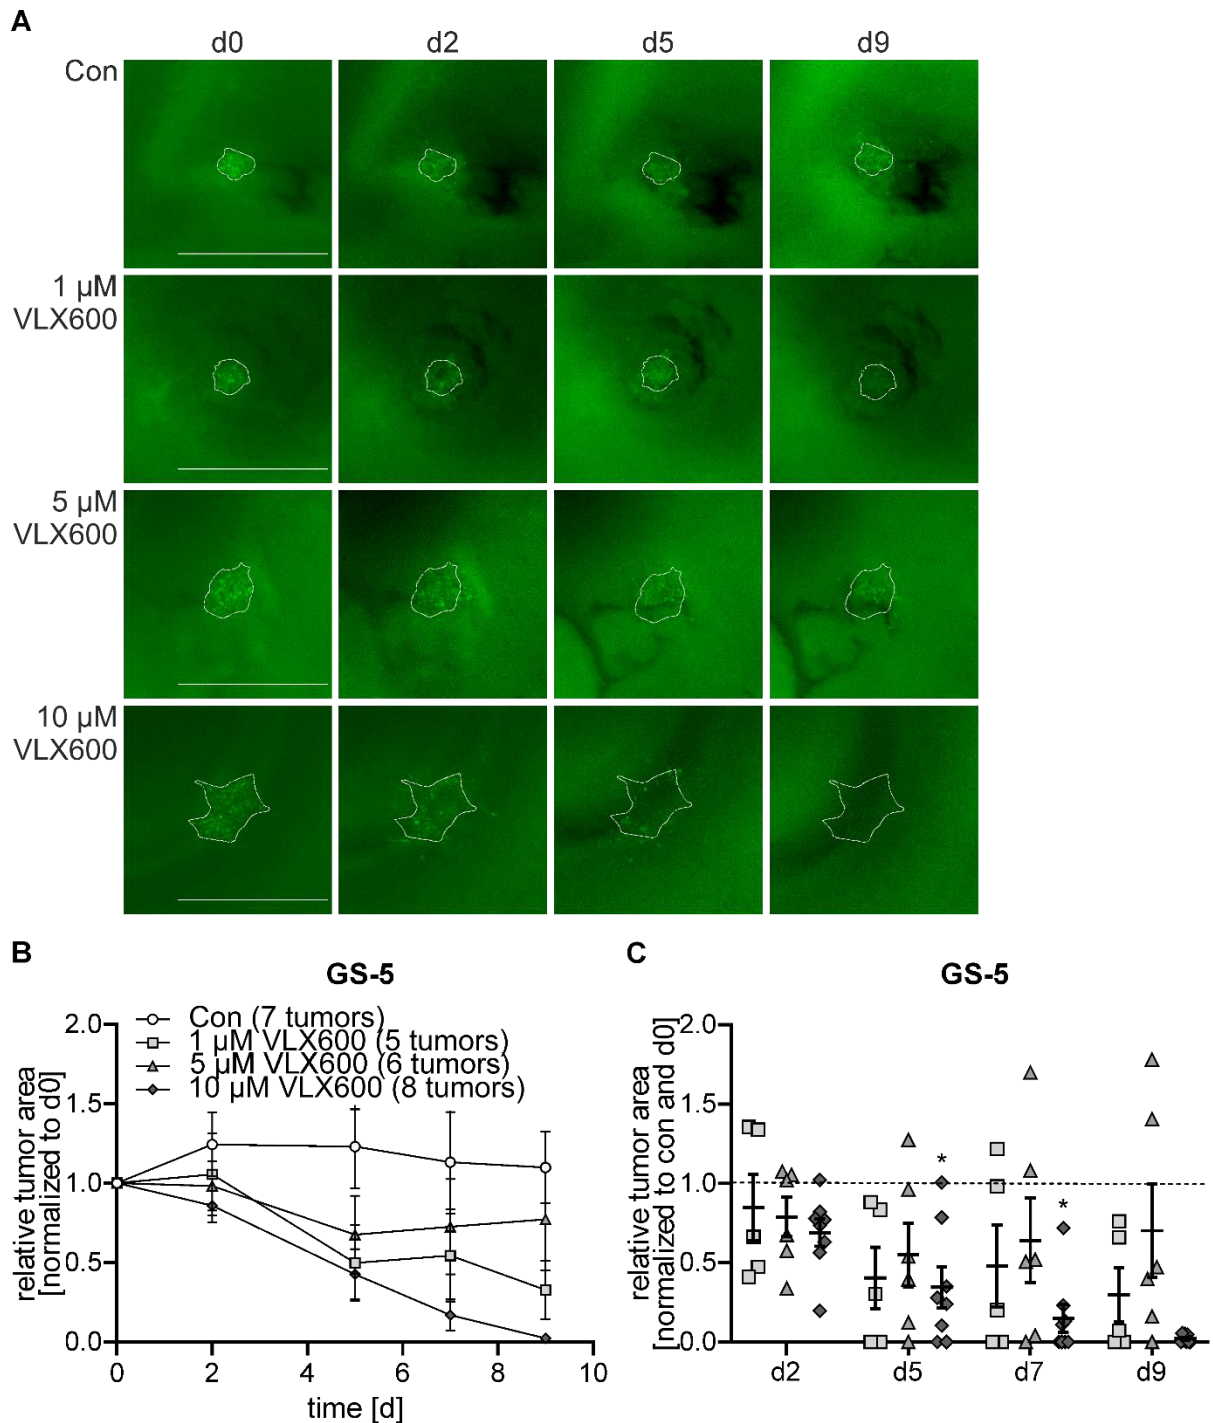 A
d0 d2 d5 d9
Con
1 µM
VLX600
5 µM
VLX600
10 µM
VLX600
B
GS-5
Con (7 tumors)
1 µM VLX600 (5 tumors)
5 µM VLX600 (6 tumors)
10 µM VLX600 (8 tumors)
relative tumor area
[normalized to d0]
2.0
1.5
1.0
0.5
0.0
0 2 4 6 8 10
time [d]
C
GS-5
relative tumor area
[normalized to con and d0]
2.0
1.5
1.0
0.5
0.0
* *
d2 d5 d7 d9